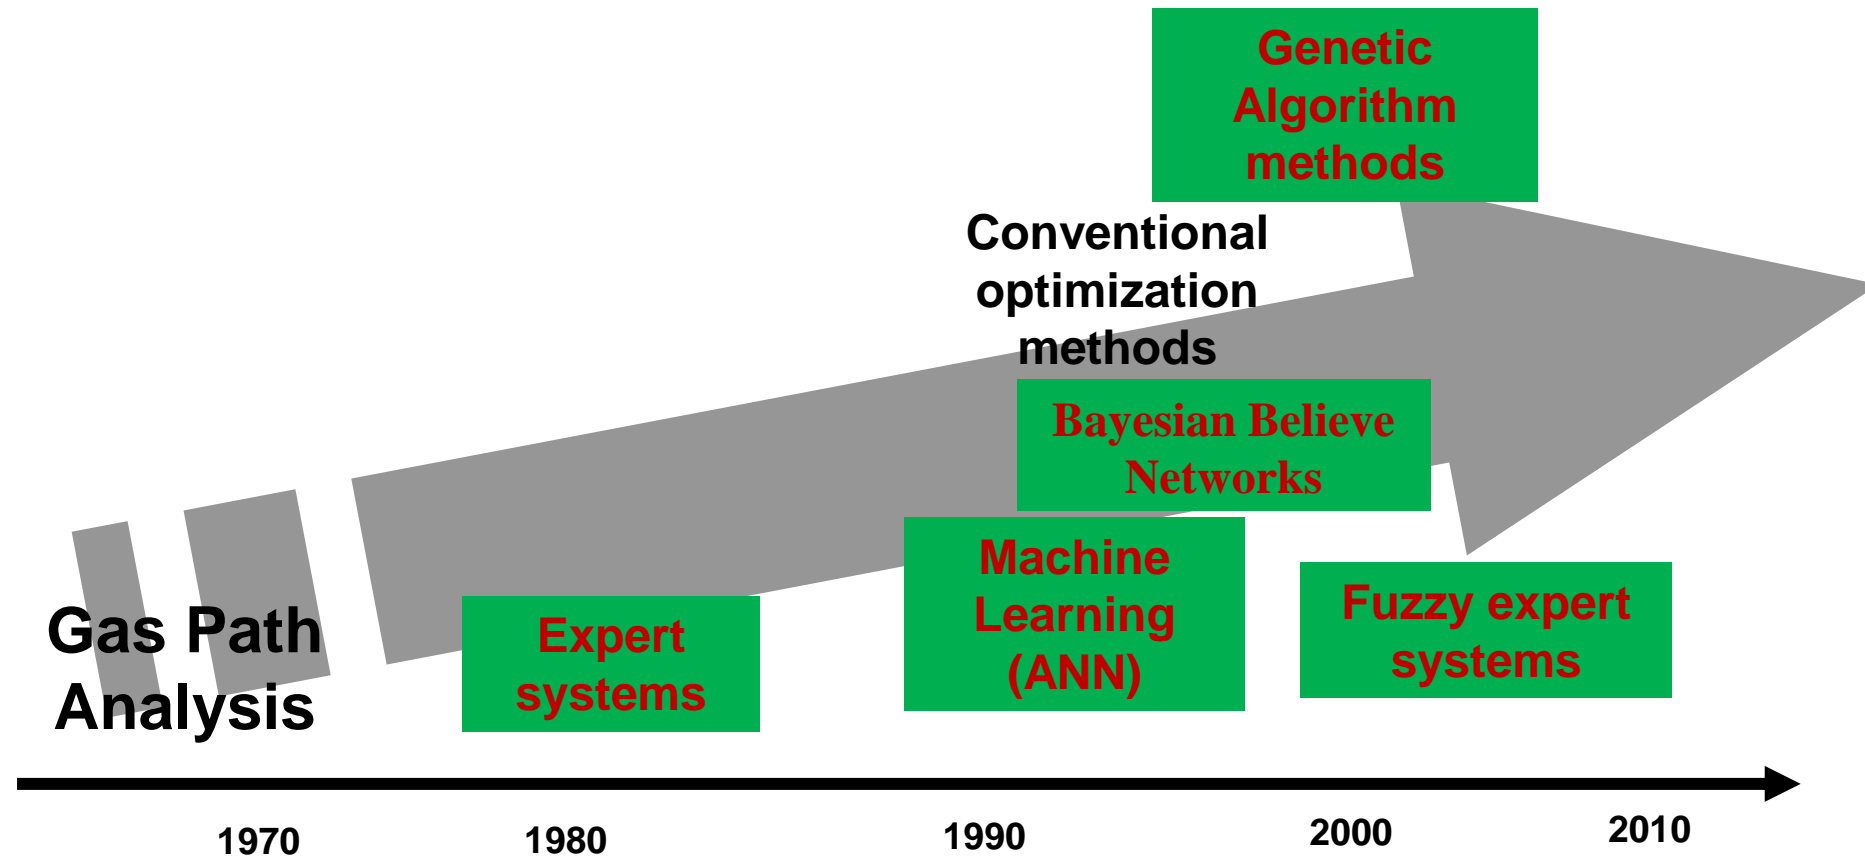 Genetic
Algorithm
methods
Conventional
optimization
methods
Bayesian Believe
Networks
Machine
Learning
(ANN)
Fuzzy expert
systems
Expert
systems
Gas Path
Analysis
1970
1980
1990
2000
2010